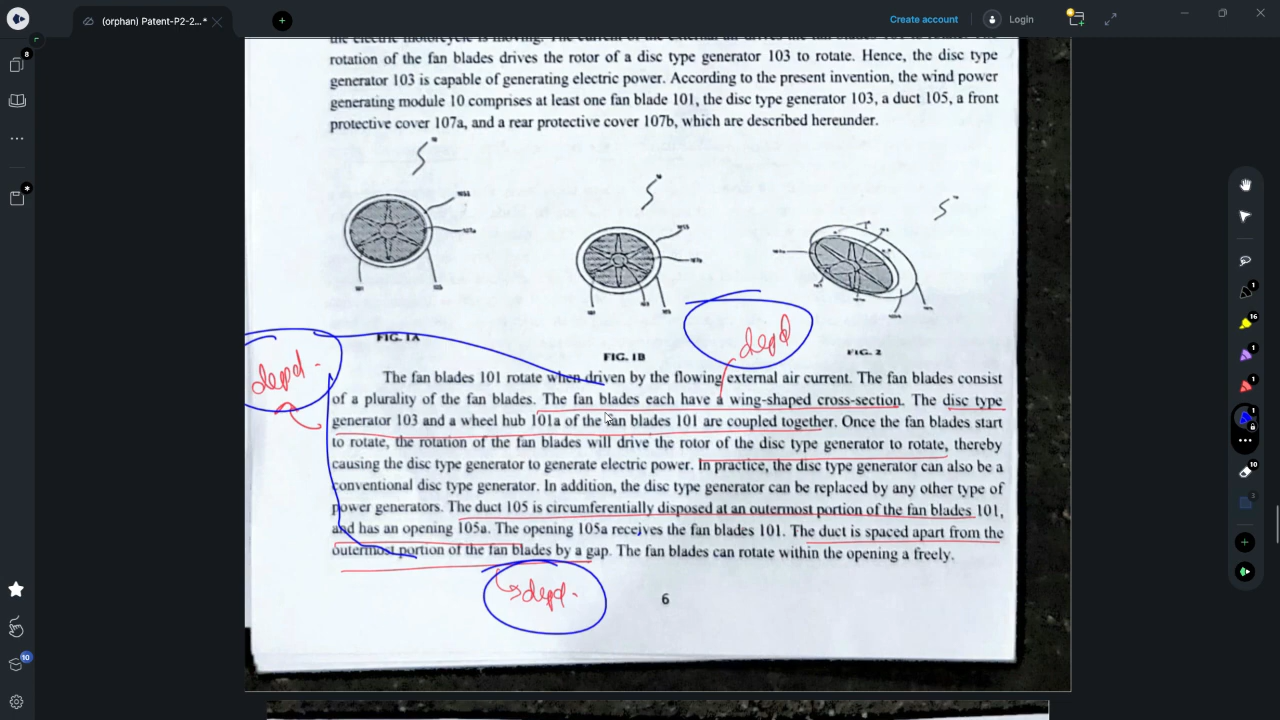 (orphan) Patent-P2-2...*
Create account
Login
rotation of the fan blades drives the rotor of a disc type generator 103 to rotate. Hence, the disc type
generator 103 is capable of generating electric power. According to the present invention, the wind power
generating module 10 comprises at least one fan blade 101, the disc type generator 103, a duct 105, a front
protective cover 107a, and a rear protective cover 107b, which are described hereunder.
FIG. 1A
FIG. 1B
FIG. 2
depd
depd.
The fan blades 101 rotate when driven by the flowing external air current. The fan blades consist
of a plurality of the fan blades. The fan blades each have a wing-shaped cross-section. The disc type
generator 103 and a wheel hub 101a of the fan blades 101 are coupled together. Once the fan blades start
to rotate, the rotation of the fan blades will drive the rotor of the disc type generator to rotate, thereby
causing the disc type generator to generate electric power. In practice, the disc type generator can also be a
conventional disc type generator. In addition, the disc type generator can be replaced by any other type of
power generators. The duct 105 is circumferentially disposed at an outermost portion of the fan blades 101,
and has an opening 105a. The opening 105a receives the fan blades 101. The duct is spaced apart from the
outermost portion of the fan blades by a gap. The fan blades can rotate within the opening a freely.
depd.
6
8
10
1
16
1
1
1
10